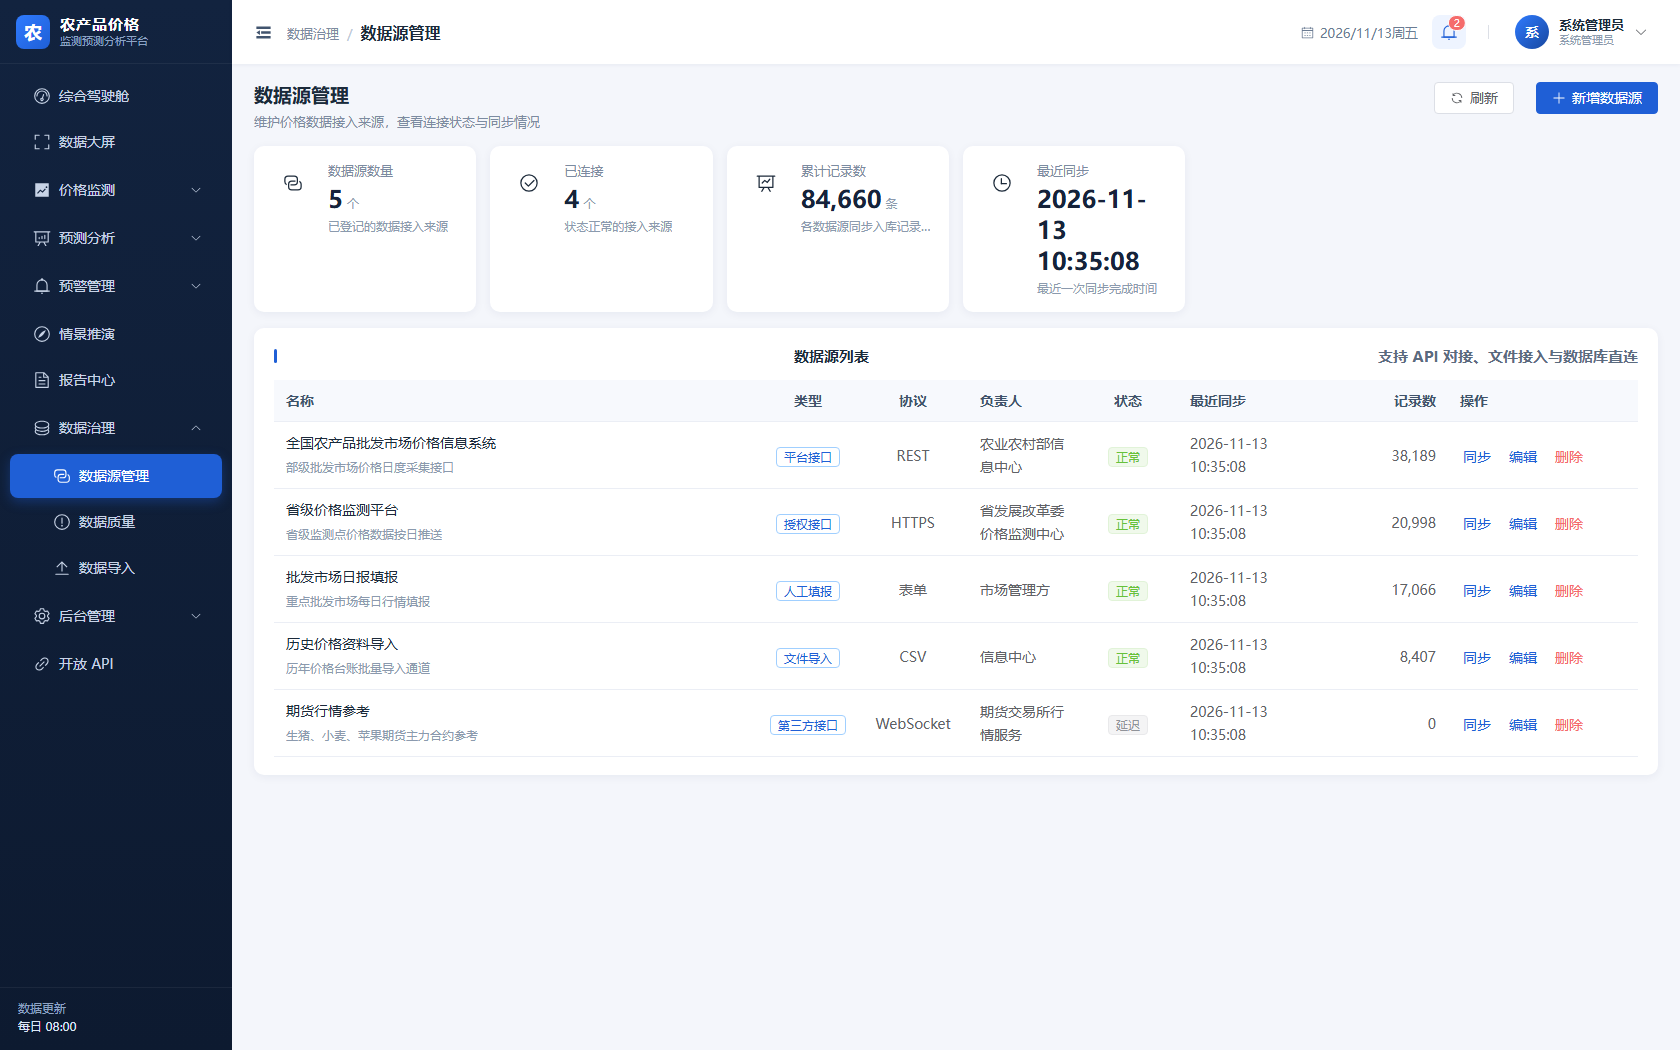 农
农产品价格
监测预测分析平台
综合驾驶舱
数据大屏
价格监测
预测分析
预警管理
情景推演
报告中心
数据治理
数据源管理
数据质量
数据导入
后台管理
开放 API
数据更新
每日 08:00
数据治理 / 数据源管理
2026/11/13周五
2
系
系统管理员
系统管理员
数据源管理
维护价格数据接入来源，查看连接状态与同步情况
刷新
新增数据源
数据源数量
5 个
已登记的数据接入来源
已连接
4 个
状态正常的接入来源
累计记录数
84,660 条
各数据源同步入库记录...
最近同步
2026-11-
13
10:35:08
最近一次同步完成时间
数据源列表
支持 API 对接、文件接入与数据库直连
名称 类型 协议 负责人 状态 最近同步 记录数 操作
全国农产品批发市场价格信息系统
部级批发市场价格日度采集接口
平台接口
REST
农业农村部信
息中心
正常
2026-11-13
10:35:08
38,189
同步 编辑 删除
省级价格监测平台
省级监测点价格数据按日推送
授权接口
HTTPS
省发展改革委
价格监测中心
正常
2026-11-13
10:35:08
20,998
同步 编辑 删除
批发市场日报填报
重点批发市场每日行情填报
人工填报
表单
市场管理方
正常
2026-11-13
10:35:08
17,066
同步 编辑 删除
历史价格资料导入
历年价格台账批量导入通道
文件导入
CSV
信息中心
正常
2026-11-13
10:35:08
8,407
同步 编辑 删除
期货行情参考
生猪、小麦、苹果期货主力合约参考
第三方接口
WebSocket
期货交易所行
情服务
延迟
2026-11-13
10:35:08
0
同步 编辑 删除